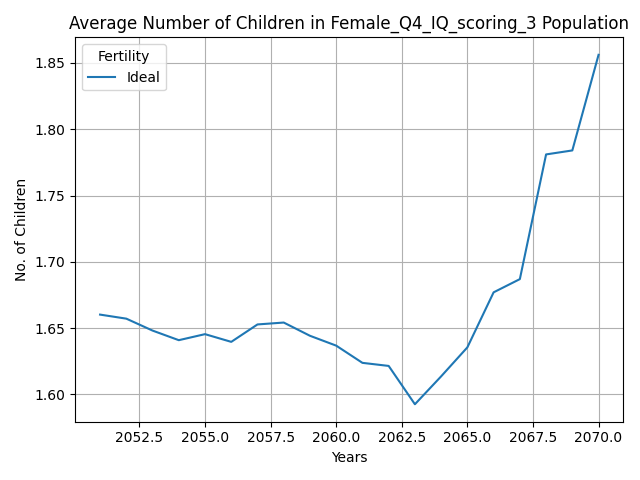 Average Number of Children in Female_Q4_IQ_scoring_3 Population
Fertility
Ideal
No. of Children
1.85
1.80
1.75
1.70
1.65
1.60
2052.5 2055.0 2057.5 2060.0 2062.5 2065.0 2067.5 2070.0
Years